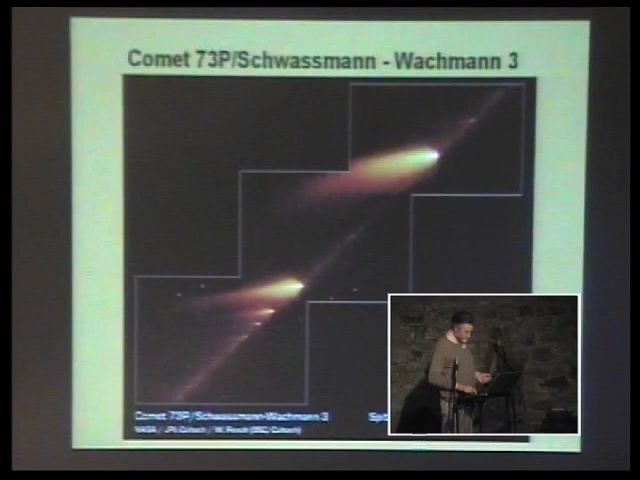 Comet 73P/Schwassmann - Wachmann 3
Comet 73P/Schwassmann-Wachmann 3
NASA / JPL-Caltech / W. Reach (SSC/Caltech)